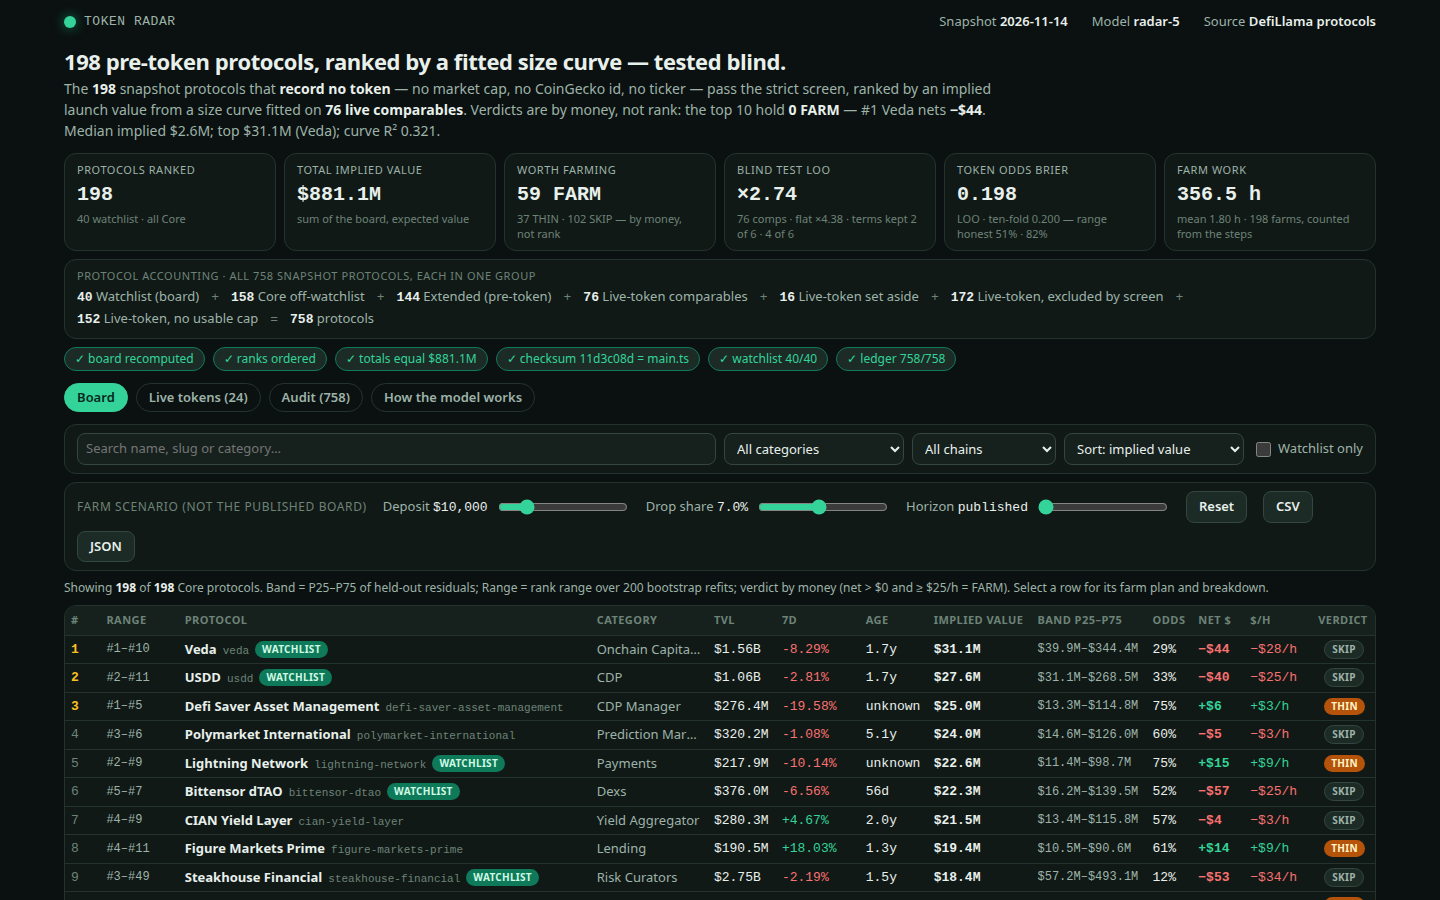 TOKEN RADAR
Snapshot 2026-11-14 Model radar-5 Source DefiLlama protocols
198 pre-token protocols, ranked by a fitted size curve — tested blind.
The 198 snapshot protocols that record no token — no market cap, no CoinGecko id, no ticker — pass the strict screen, ranked by an implied
launch value from a size curve fitted on 76 live comparables. Verdicts are by money, not rank: the top 10 hold 0 FARM — #1 Veda nets −$44.
Median implied $2.6M; top $31.1M (Veda); curve R² 0.321.
PROTOCOLS RANKED
198
40 watchlist · all Core
TOTAL IMPLIED VALUE
$881.1M
sum of the board, expected value
WORTH FARMING
59 FARM
37 THIN · 102 SKIP — by money,
not rank
BLIND TEST LOO
×2.74
76 comps · flat ×4.38 · terms kept 2
of 6 · 4 of 6
TOKEN ODDS BRIER
0.198
LOO · ten-fold 0.200 — range
honest 51% · 82%
FARM WORK
356.5 h
mean 1.80 h · 198 farms, counted
from the steps
PROTOCOL ACCOUNTING · ALL 758 SNAPSHOT PROTOCOLS, EACH IN ONE GROUP
40 Watchlist (board) + 158 Core off-watchlist + 144 Extended (pre-token) + 76 Live-token comparables + 16 Live-token set aside + 172 Live-token, excluded by screen +
152 Live-token, no usable cap = 758 protocols
✓ board recomputed ✓ ranks ordered ✓ totals equal $881.1M ✓ checksum 11d3c08d = main.ts ✓ watchlist 40/40 ✓ ledger 758/758
Board Live tokens (24) Audit (758) How the model works
Search name, slug or category... All categories All chains Sort: implied value Watchlist only
FARM SCENARIO (NOT THE PUBLISHED BOARD) Deposit $10,000 Drop share 7.0% Horizon published Reset CSV
JSON
Showing 198 of 198 Core protocols. Band = P25–P75 of held-out residuals; Range = rank range over 200 bootstrap refits; verdict by money (net > $0 and ≥ $25/h = FARM). Select a row for its farm plan and breakdown.
# RANGE PROTOCOL CATEGORY TVL 7D AGE IMPLIED VALUE BAND P25–P75 ODDS NET $ $/H VERDICT
1 #1–#10 Veda veda WATCHLIST Onchain Capita... $1.56B -8.29% 1.7y $31.1M $39.9M–$344.4M 29% −$44 −$28/h SKIP
2 #2–#11 USDD usdd WATCHLIST CDP $1.06B -2.81% 1.7y $27.6M $31.1M–$268.5M 33% −$40 −$25/h SKIP
3 #1–#5 Defi Saver Asset Management defi-saver-asset-management CDP Manager $276.4M -19.58% unknown $25.0M $13.3M–$114.8M 75% +$6 +$3/h THIN
4 #3–#6 Polymarket International polymarket-international Prediction Mar... $320.2M -1.08% 5.1y $24.0M $14.6M–$126.0M 60% −$5 −$3/h SKIP
5 #2–#9 Lightning Network lightning-network WATCHLIST Payments $217.9M -10.14% unknown $22.6M $11.4M–$98.7M 75% +$15 +$9/h THIN
6 #5–#7 Bittensor dTAO bittensor-dtao WATCHLIST Dexs $376.0M -6.56% 56d $22.3M $16.2M–$139.5M 52% −$57 −$25/h SKIP
7 #4–#9 CIAN Yield Layer cian-yield-layer Yield Aggregator $280.3M +4.67% 2.0y $21.5M $13.4M–$115.8M 57% −$4 −$3/h SKIP
8 #4–#11 Figure Markets Prime figure-markets-prime Lending $190.5M +18.03% 1.3y $19.4M $10.5M–$90.6M 61% +$14 +$9/h THIN
9 #3–#49 Steakhouse Financial steakhouse-financial WATCHLIST Risk Curators $2.75B -2.19% 1.5y $18.4M $57.2M–$493.1M 12% −$53 −$34/h SKIP